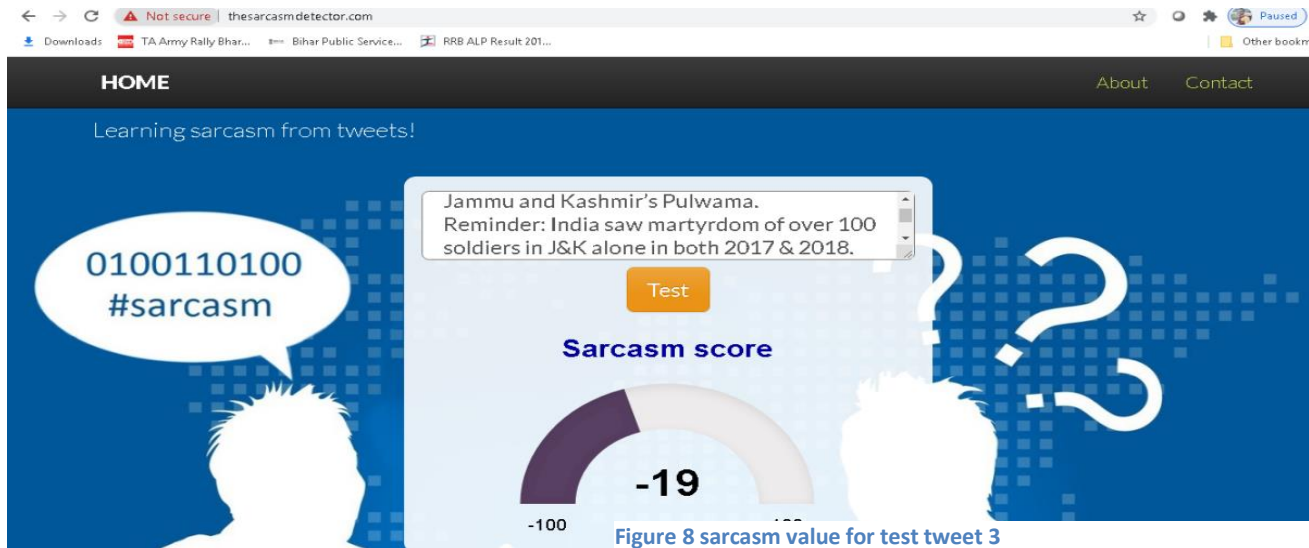 Not secure | thesarcasmdetector.com Paused
Downloads TA Army Rally Bhar... Bihar Public Service... RRB ALP Result 201... Other bookm
HOME About Contact
Learning sarcasm from tweets!
Jammu and Kashmir's Pulwama.
Reminder: India saw martyrdom of over 100
soldiers in J&K alone in both 2017 & 2018.
0100110100
#sarcasm
Test
Sarcasm score
-19
-100
Figure 8 sarcasm value for test tweet 3